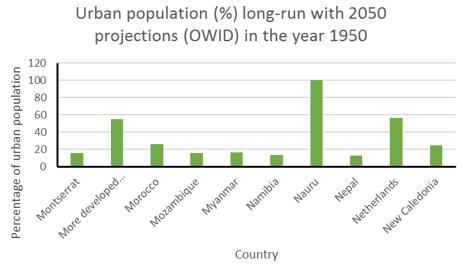 Urban population (%) long-run with 2050
projections (OWID) in the year 1950
Percentage of urban population
120
100
80
60
40
20
0
Montserrat
More developed...
Morocco
Mozambique
Myanmar
Namibia
Nauru
Nepal
Netherlands
New Caledonia
Country